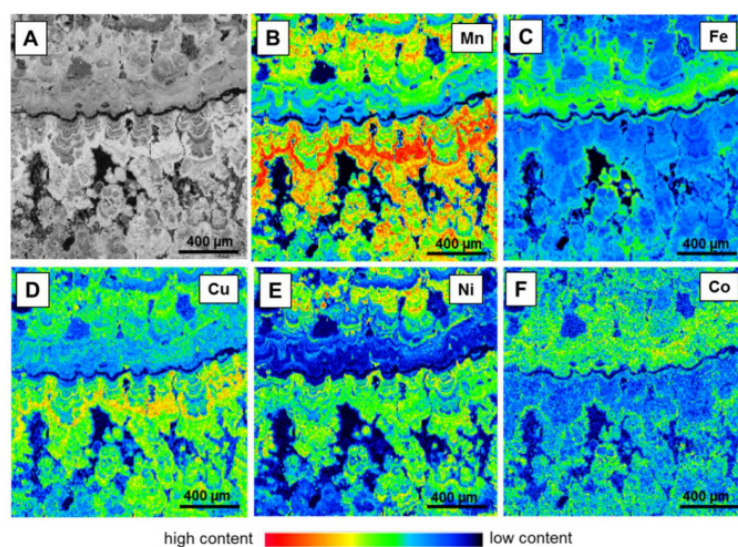 A
B
Mn
C
Fe
400 µm
400 µm
400 µm
D
Cu
E
Ni
F
Co
400 µm
400 µm
400 µm
high content
low content